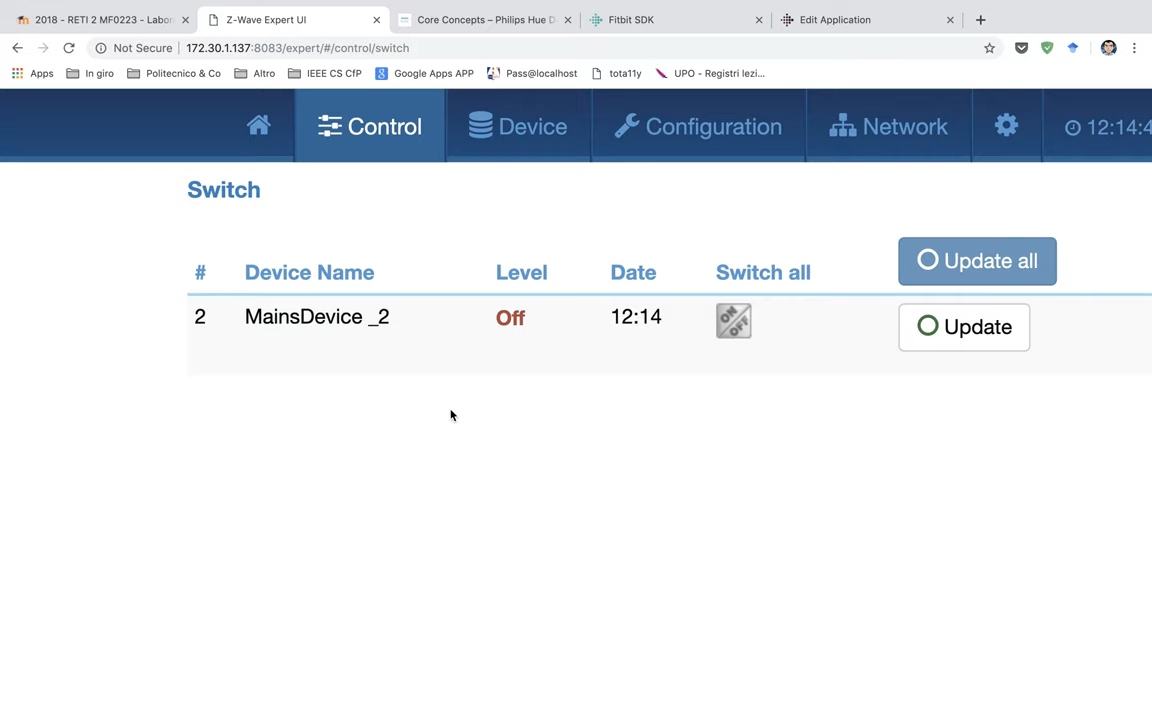 2018 - RETI 2 MF0223 - Labor
Z-Wave Expert UI
Core Concepts – Philips Hue D
Fitbit SDK
Edit Application
Not Secure | 172.30.1.137:8083/expert/#/control/switch
Apps In giro Politecnico & Co Altro IEEE CS CfP Google Apps APP Pass@localhost tota11y UPO - Registri lezi...
Control Device Configuration Network 12:14:4
Switch
# Device Name Level Date Switch all Update all
2 MainsDevice _2 Off 12:14 ON OFF Update